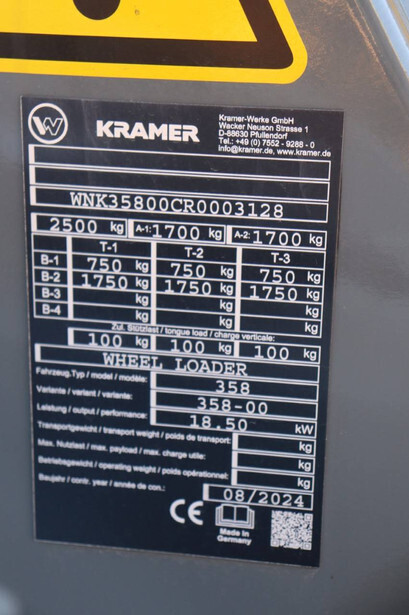 W
KRAMER
Kramer-Werke GmbH
Wacker Neuson Strasse 1
D-88630 Pfullendorf
Tel.: +49 (0) 7552 - 9288 - 0
info@kramer.de, www.kramer.de
WNK35800CR0003128
2500 kg A-1: 1700 kg A-2: 1700 kg
T-1 T-2 T-3
B-1 750 kg 750 kg 750 kg
B-2 1750 kg 1750 kg 1750 kg
B-3 kg kg kg
B-4 kg kg kg
Zul. Stützlast / tongue load / charge verticale:
100 kg 100 kg 100 kg
WHEEL LOADER
Fahrzeug.Typ / model / modèle: 358
Variante / variant / variante: 358-00
Leistung / output / performance: 18.50 kW
Transportgewicht / transport weight / poids de transport: kg
Max. Nutzlast / max. payload / max. charge utile: kg
Betriebsgewicht / operating weight / poids opérationnel: kg
Baujahr / contr. year / année de con.: 08/2024
CE
Made in
Germany